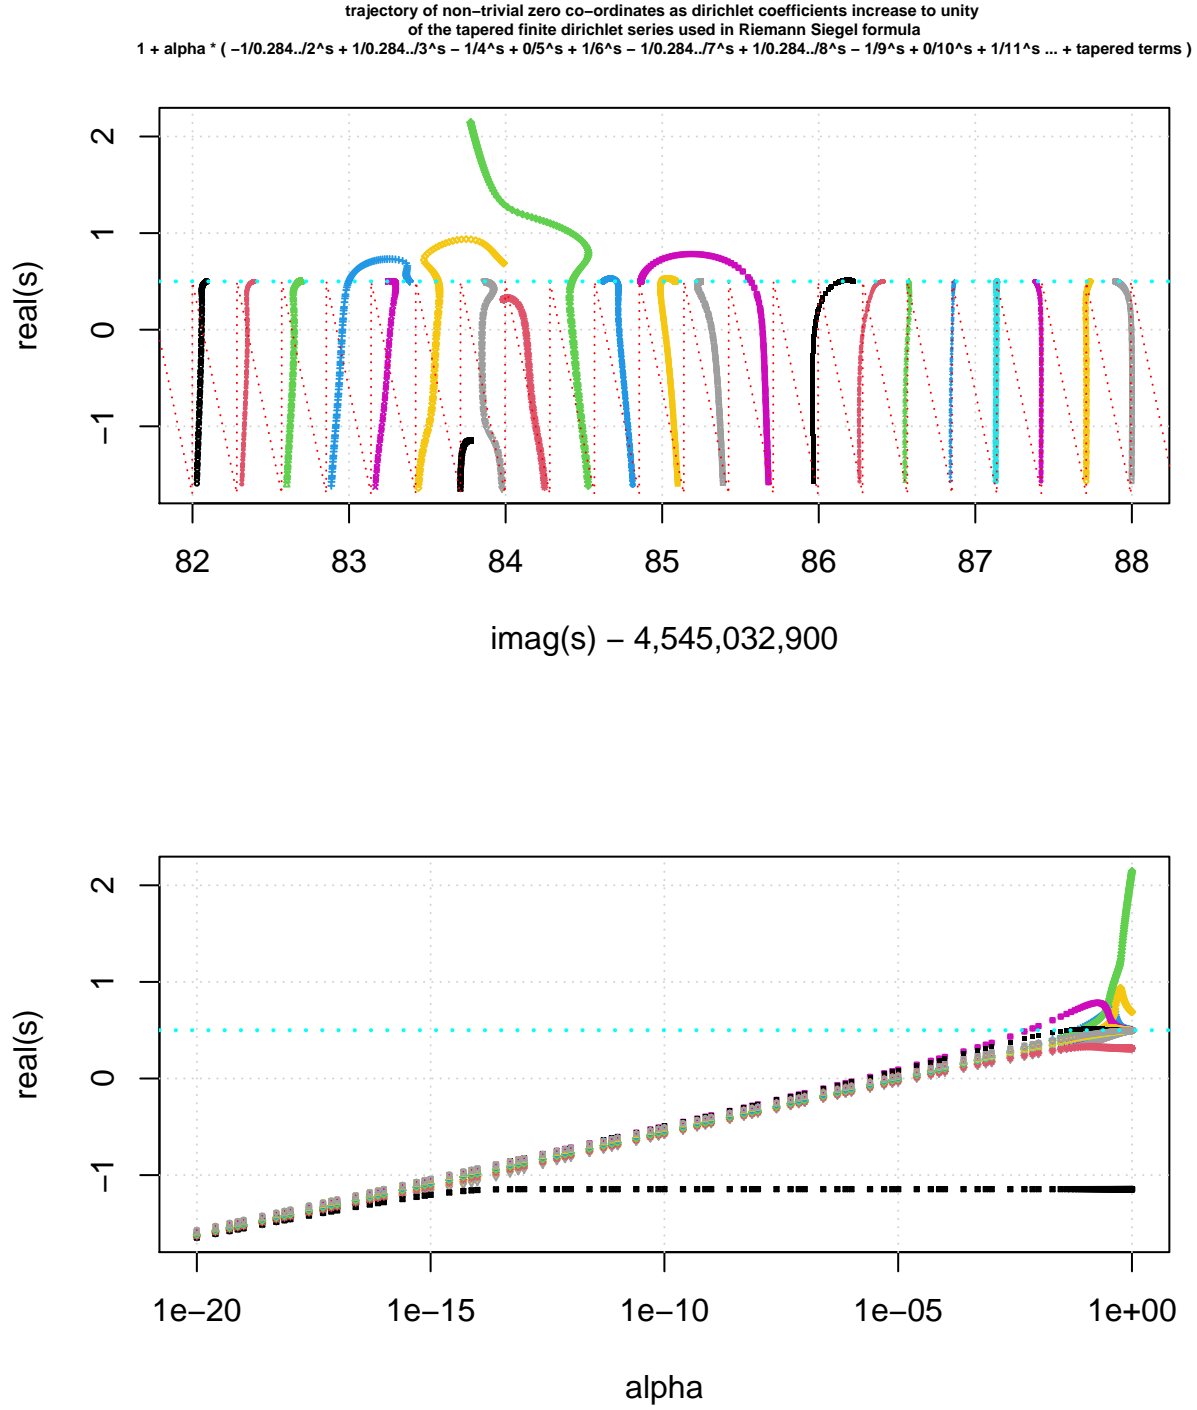 trajectory of non−trivial zero co−ordinates as dirichlet coefficients increase to unity
of the tapered finite dirichlet series used in Riemann Siegel formula
1 + alpha * ( −1/0.284../2^s + 1/0.284../3^s − 1/4^s + 0/5^s + 1/6^s − 1/0.284../7^s + 1/0.284../8^s − 1/9^s + 0/10^s + 1/11^s ... + tapered terms )
real(s)
2
1
0
−1
82 83 84 85 86 87 88
imag(s) − 4,545,032,900
real(s)
2
1
0
−1
1e−20 1e−15 1e−10 1e−05 1e+00
alpha